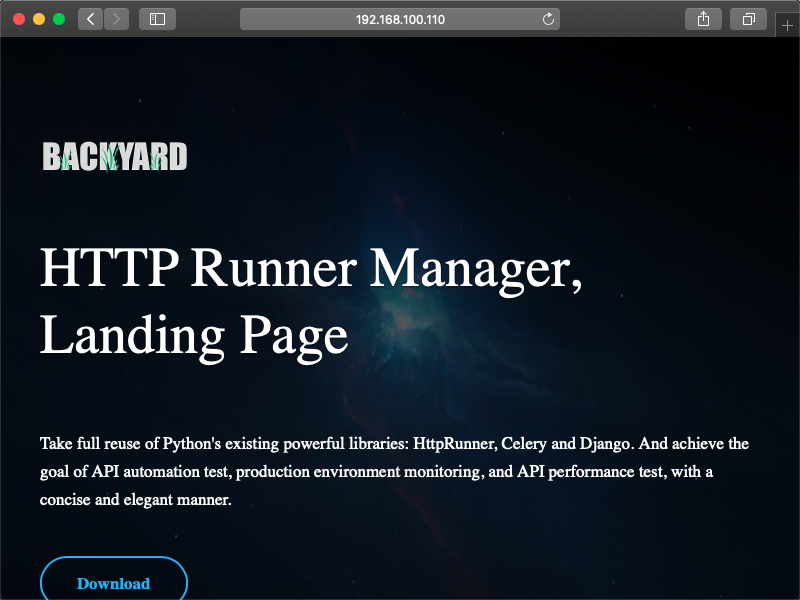 192.168.100.110
BACKYARD
HTTP Runner Manager,
Landing Page
Take full reuse of Python's existing powerful libraries: HttpRunner, Celery and Django. And achieve the
goal of API automation test, production environment monitoring, and API performance test, with a
concise and elegant manner.
Download